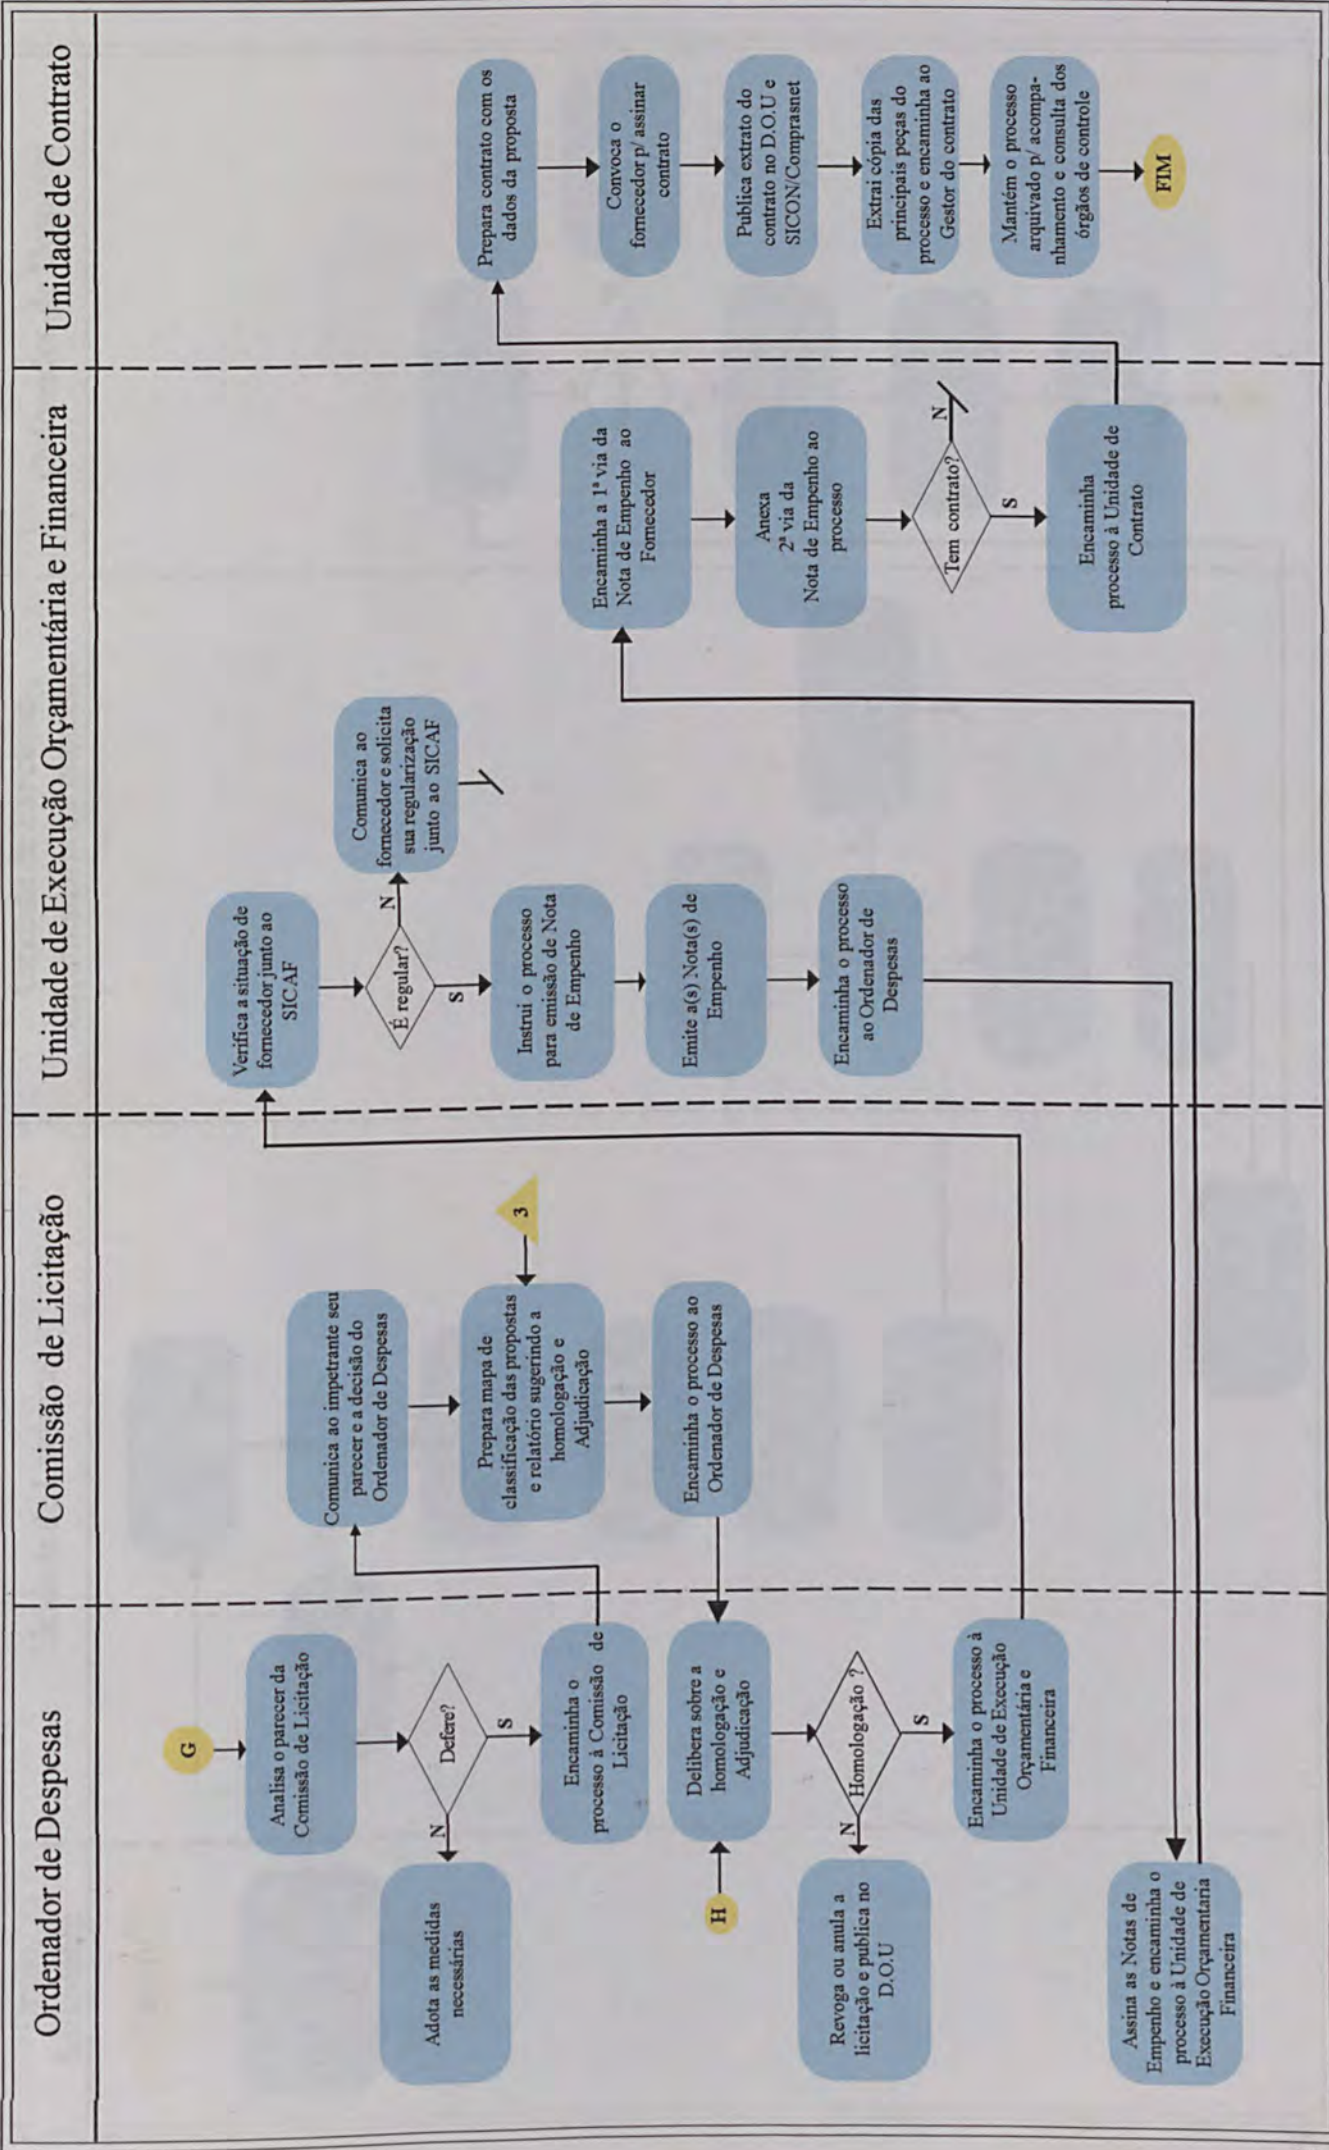 Ordenador de Despesas
Comissão de Licitação
Unidade de Execução Orçamentária e Financeira
Unidade de Contrato
G
Analisa o parecer da
Comissão de Licitação
Defere?
N
S
Adota as medidas
necessárias
Encaminha o
processo à Comissão de
Licitação
H
Delibera sobre a
homologação e
Adjudicação
Homologação ?
N
S
Revoga ou anula a
licitação e publica no
D.O.U
Encaminha o processo à
Unidade de Execução
Orçamentária e
Financeira
Assina as Notas de
Empenho e encaminha o
processo à Unidade de
Execução Orçamentaria
Financeira
Comunica ao impetrante seu
parecer e a decisão do
Ordenador de Despesas
3
Prepara mapa de
classificação das propostas
e relatório sugerindo a
homologação e
Adjudicação
Encaminha o processo ao
Ordenador de Despesas
Verifica a situação de
fornecedor junto ao
SICAF
É regular?
N
S
Comunica ao
fornecedor e solicita
sua regularização
junto ao SICAF
Instrui o processo
para emissão de Nota
de Empenho
Emite a(s) Nota(s) de
Empenho
Encaminha o processo
ao Ordenador de
Despesas
Encaminha a 1ª via da
Nota de Empenho ao
Fornecedor
Anexa
2ª via da
Nota de Empenho ao
processo
Tem contrato?
N
S
Encaminha
processo à Unidade de
Contrato
Prepara contrato com os
dados da proposta
Convoca o
fornecedor p/ assinar
contrato
Publica extrato do
contrato no D.O.U e
SICON/Comprasnet
Extrai cópia das
principais peças do
processo e encaminha ao
Gestor do contrato
Mantém o processo
arquivado p/ acompa-
nhamento e consulta dos
órgãos de controle
FIM